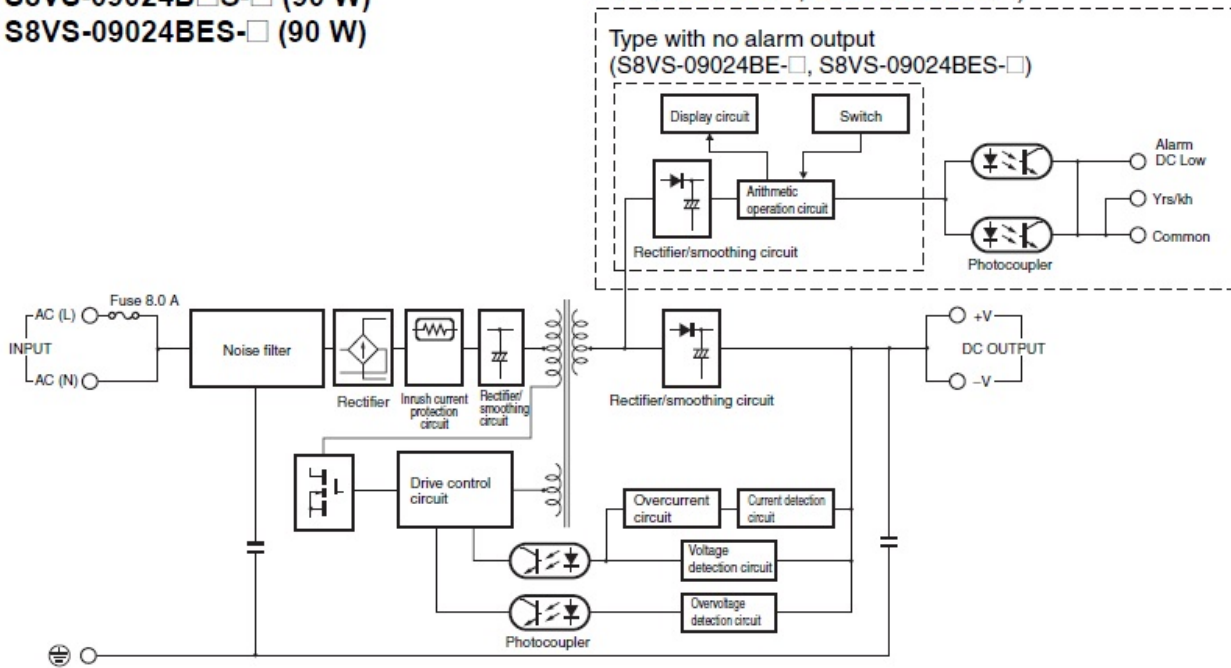 S8VS-09024B□S-□ (90 W)
S8VS-09024BES-□ (90 W)
Type with no alarm output
(S8VS-09024BE-□, S8VS-09024BES-□)
Display circuit
Switch
Arithmetic
operation circuit
Rectifier/smoothing circuit
Alarm
DC Low
Yrs/kh
Common
Photocoupler
Fuse 8.0 A
AC (L)
INPUT
AC (N)
Noise filter
Rectifier
Inrush current
protection
circuit
Rectifier/
smoothing
circuit
Rectifier/smoothing circuit
+V
DC OUTPUT
–V
Drive control
circuit
Overcurrent
circuit
Current detection
circuit
Voltage
detection circuit
Overvoltage
detection circuit
Photocoupler